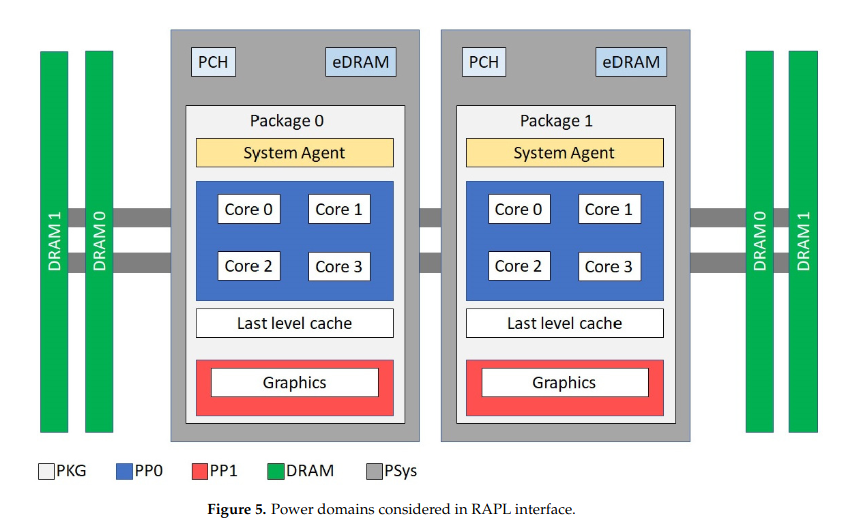 PCH
eDRAM
Package 0
System Agent
Core 0
Core 1
Core 2
Core 3
Last level cache
Graphics
PCH
eDRAM
Package 1
System Agent
Core 0
Core 1
Core 2
Core 3
Last level cache
Graphics
DRAM 1
DRAM 0
DRAM 0
DRAM 1
PKG
PP0
PP1
DRAM
PSys
Figure 5. Power domains considered in RAPL interface.